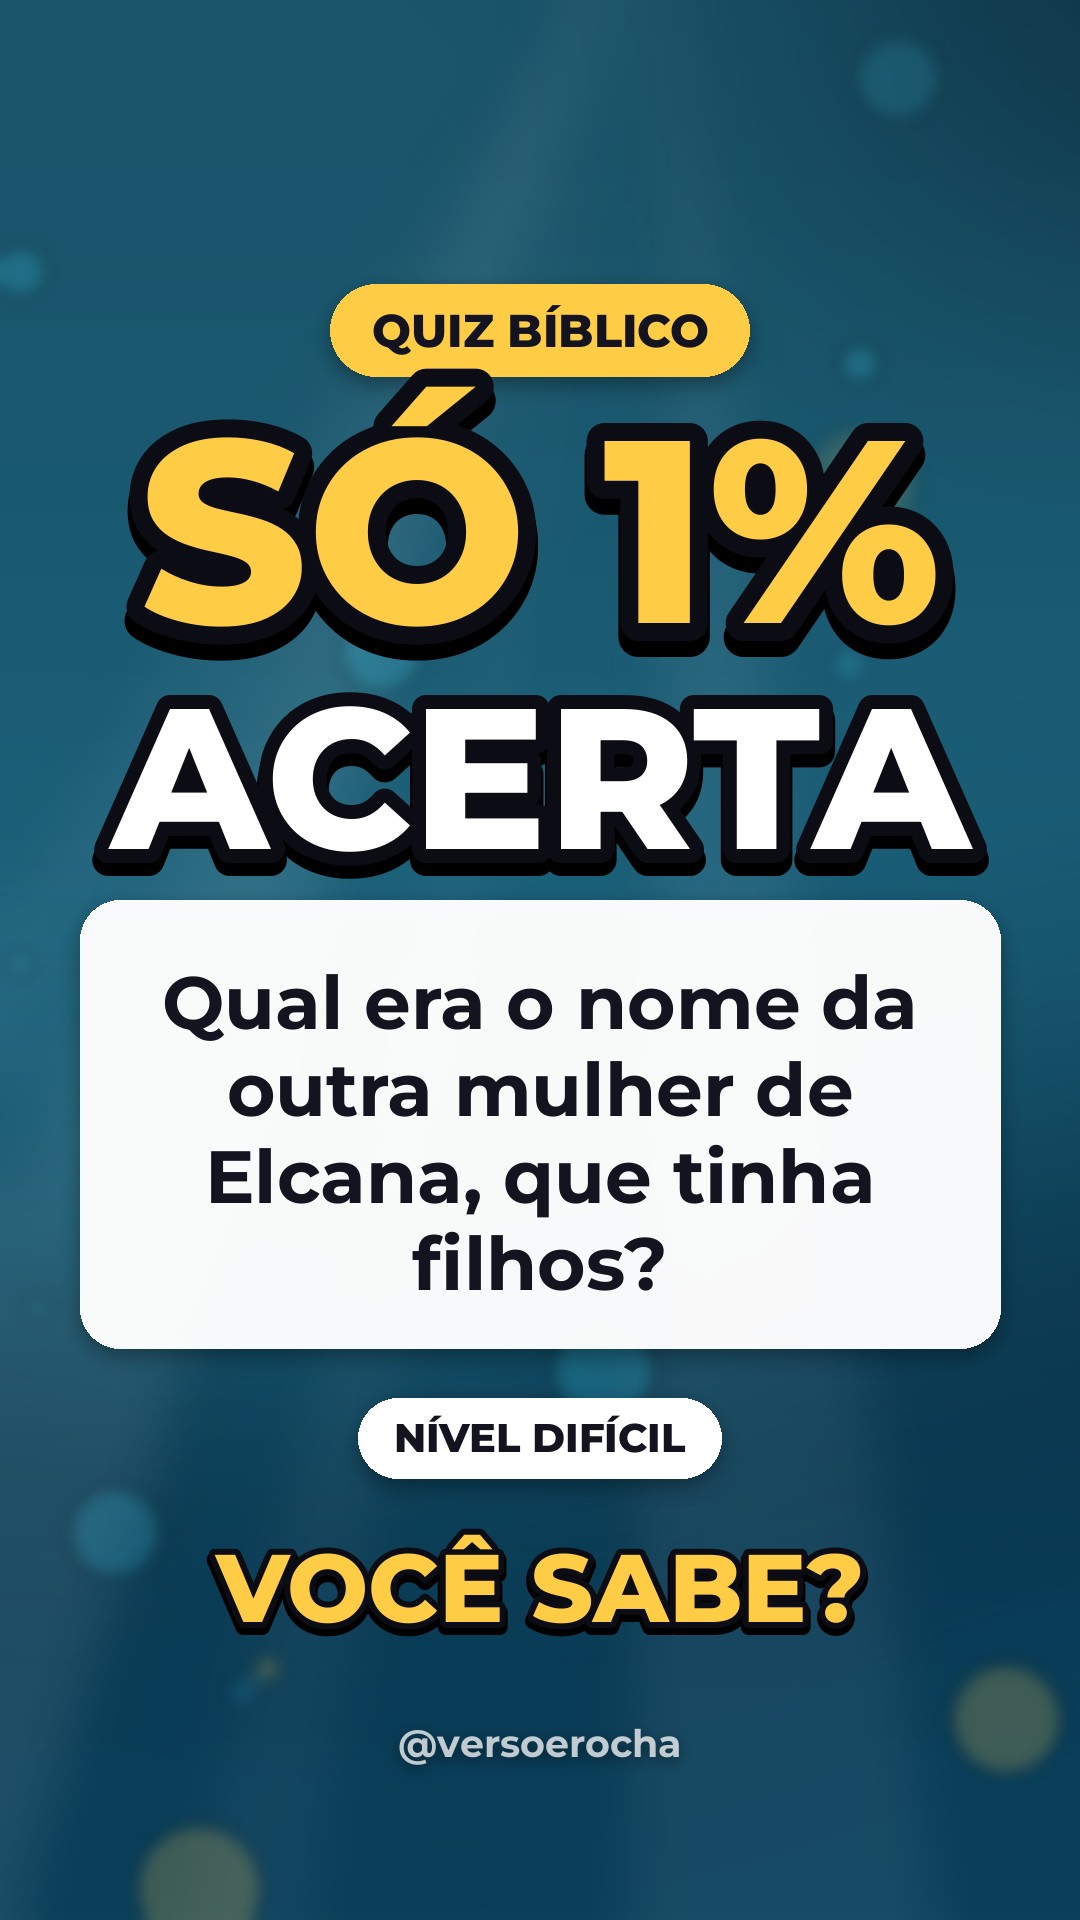 QUIZ BÍBLICO
SÓ 1%
ACERTA
Qual era o nome da
outra mulher de
Elcana, que tinha
filhos?
NÍVEL DIFÍCIL
VOCÊ SABE?
@versoerocha